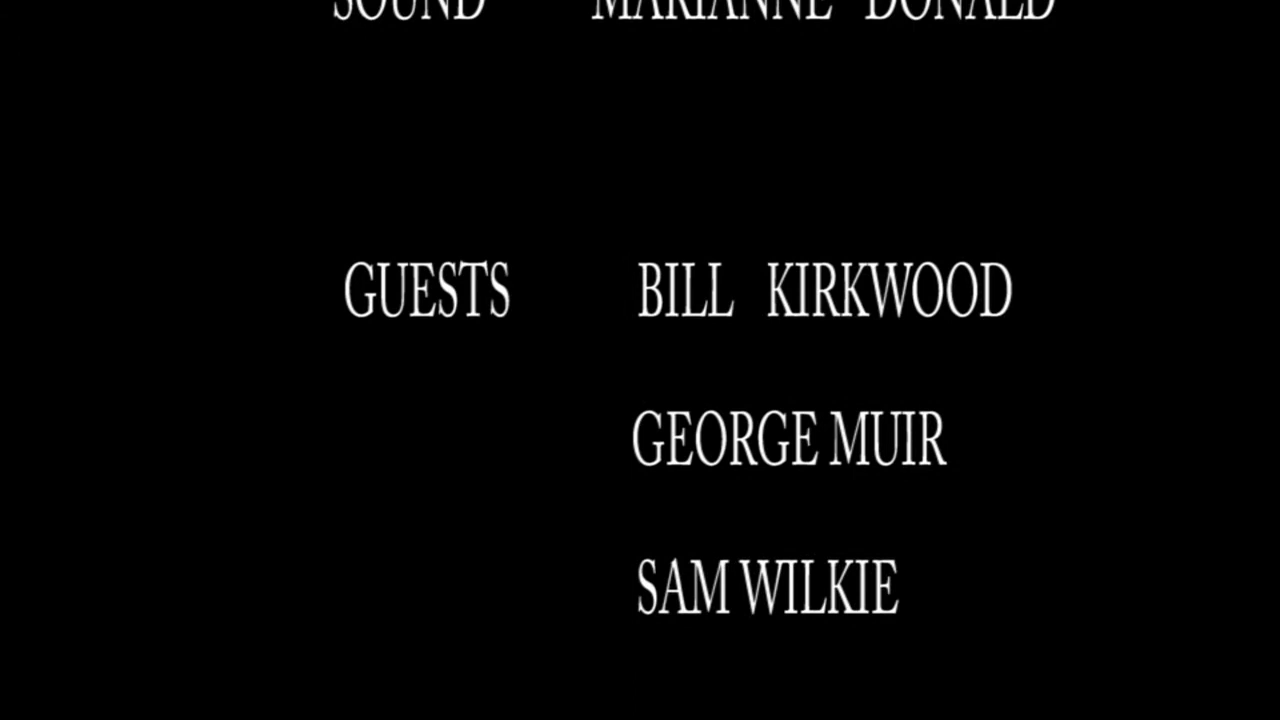 SOUND MARIANNE DONALD
GUESTS BILL KIRKWOOD
GEORGE MUIR
SAM WILKIE